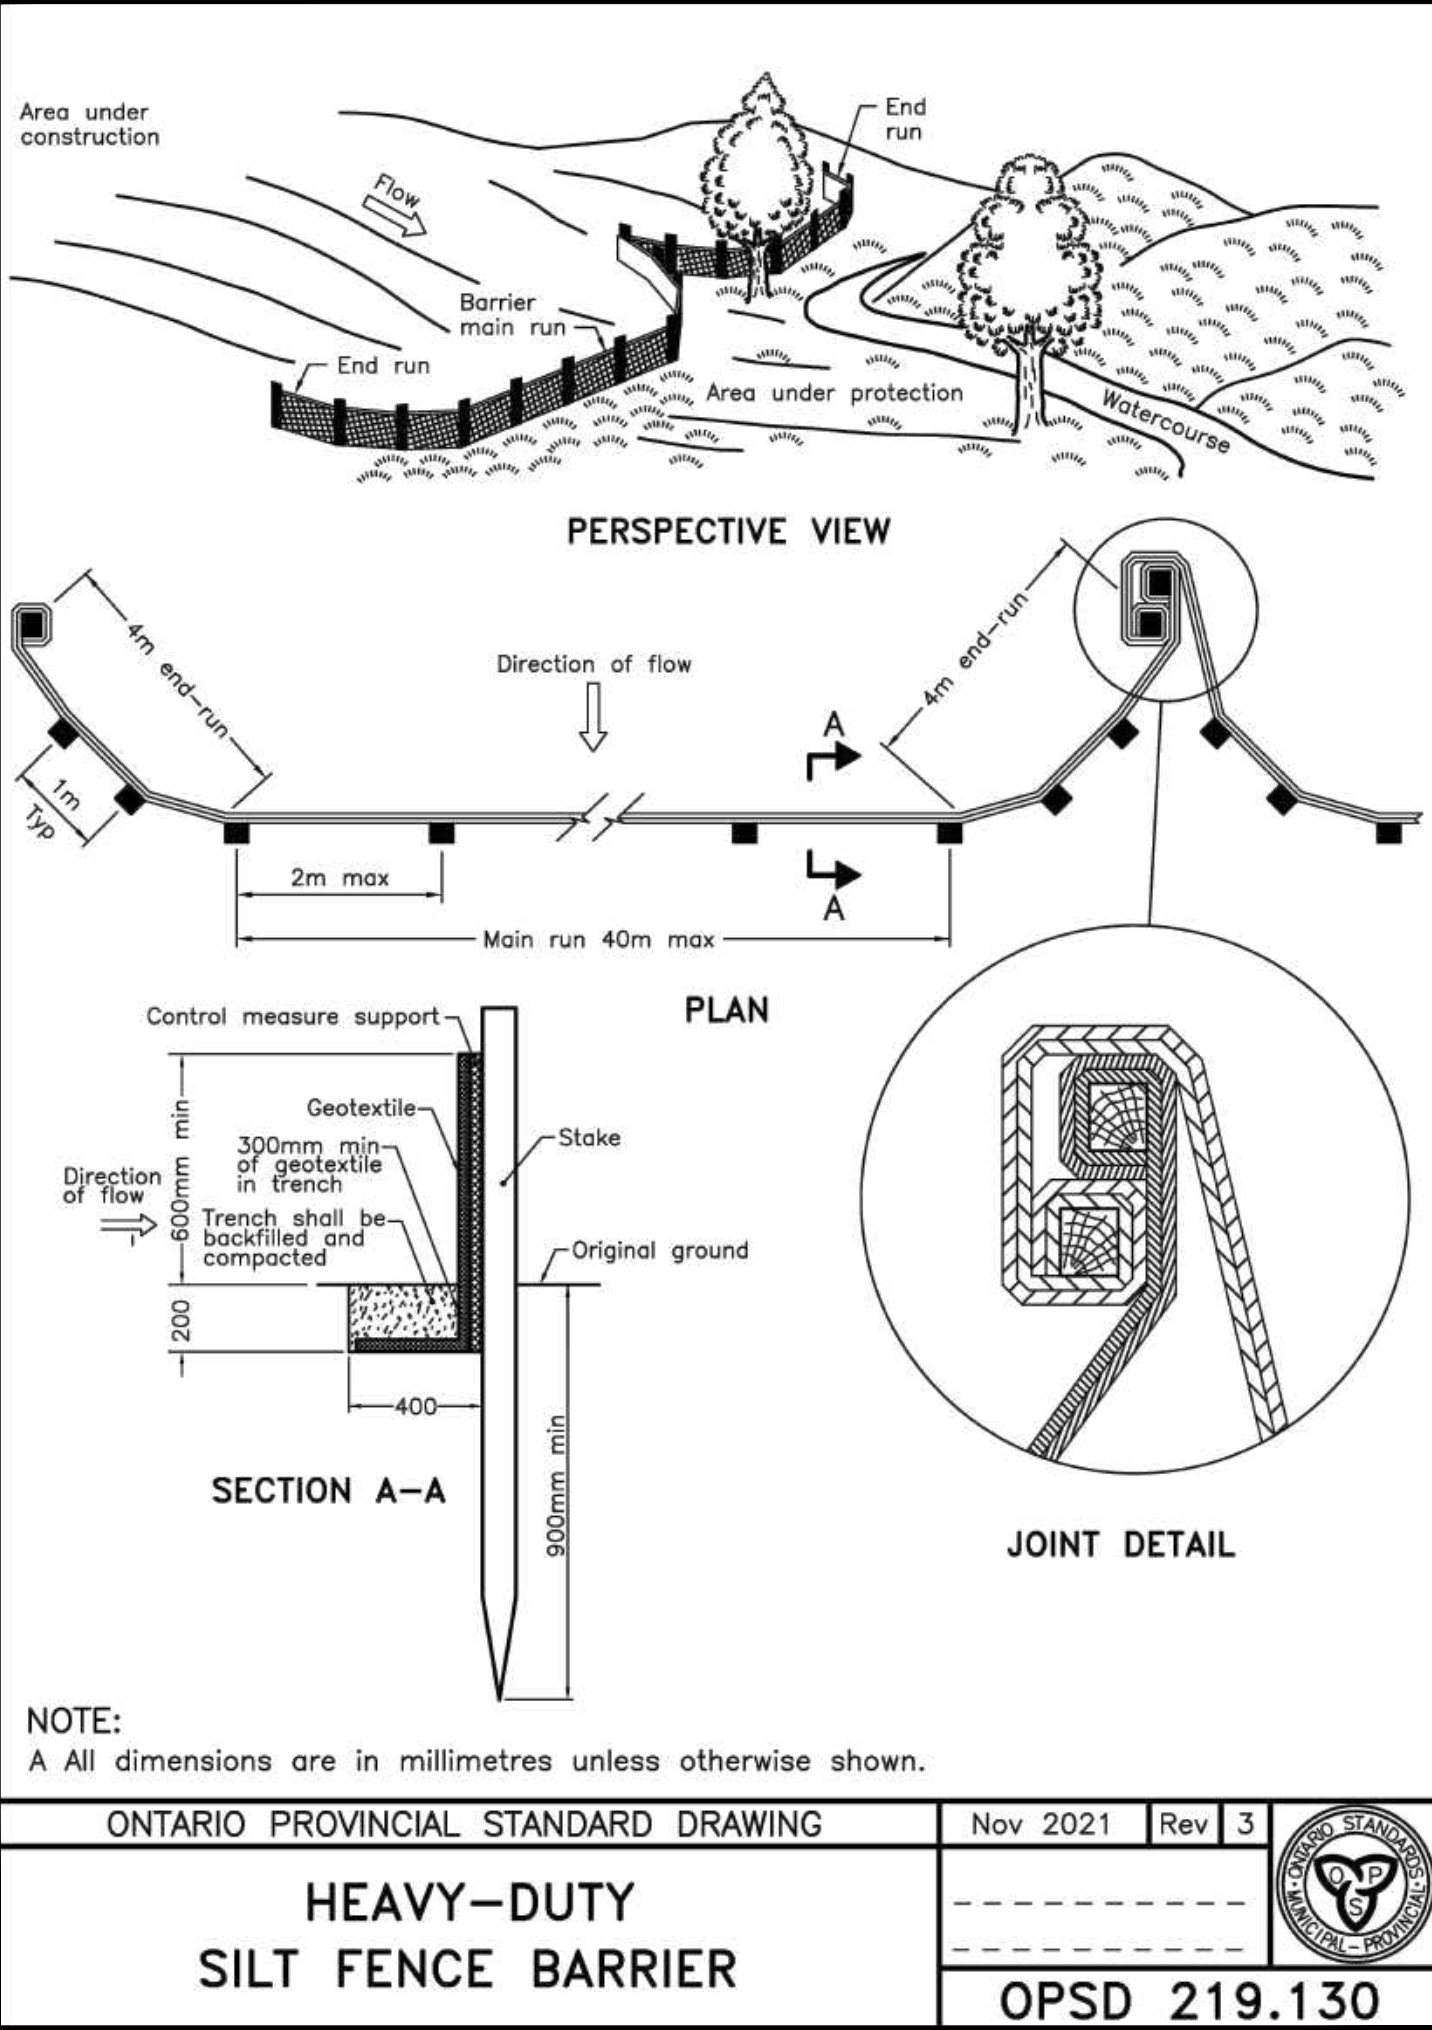 Area under
construction
Flow
End
run
Barrier
main run
End run
Area under protection
Watercourse
PERSPECTIVE VIEW
4m end-run
Direction of flow
4m end-run
A
1m
Typ
2m max
A
Main run 40m max
PLAN
Control measure support
Geotextile
600mm min
300mm min
of geotextile
in trench
Stake
Direction
of flow
Trench shall be
backfilled and
compacted
Original ground
200
400
900mm min
SECTION A-A
JOINT DETAIL
NOTE:
A All dimensions are in millimetres unless otherwise shown.
ONTARIO PROVINCIAL STANDARD DRAWING
Nov 2021
Rev
3
HEAVY-DUTY
SILT FENCE BARRIER
ONTARIO STANDARDS
MUNICIPAL-PROVINCIAL
O P
S
OPSD 219.130